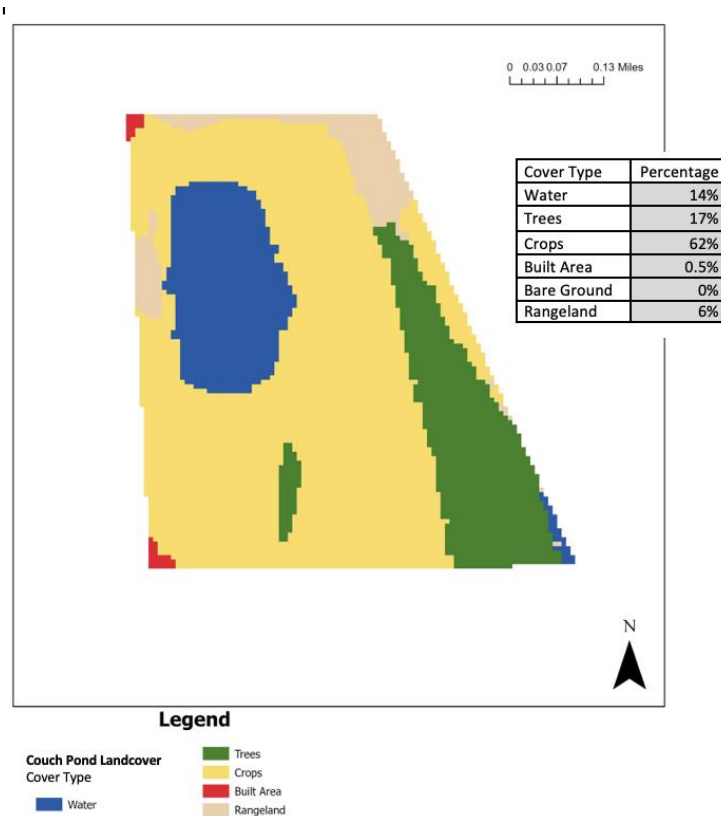 0 0.03 0.07 0.13 Miles
Cover Type Percentage
Water 14%
Trees 17%
Crops 62%
Built Area 0.5%
Bare Ground 0%
Rangeland 6%
N
Legend
Couch Pond Landcover
Cover Type
Water
Trees
Crops
Built Area
Rangeland